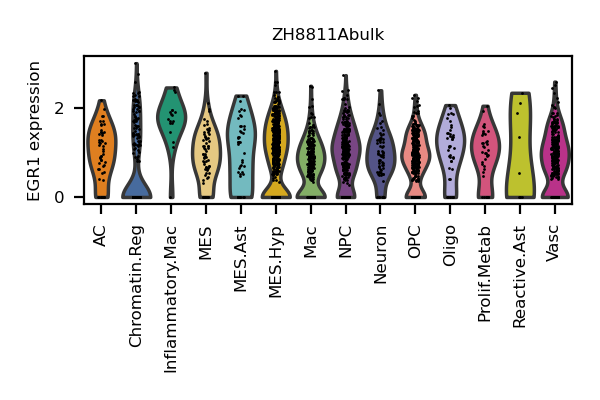 ZH8811Abulk
EGR1 expression
2
0
AC
Chromatin.Reg
Inflammatory.Mac
MES
MES.Ast
MES.Hyp
Mac
NPC
Neuron
OPC
Oligo
Prolif.Metab
Reactive.Ast
Vasc